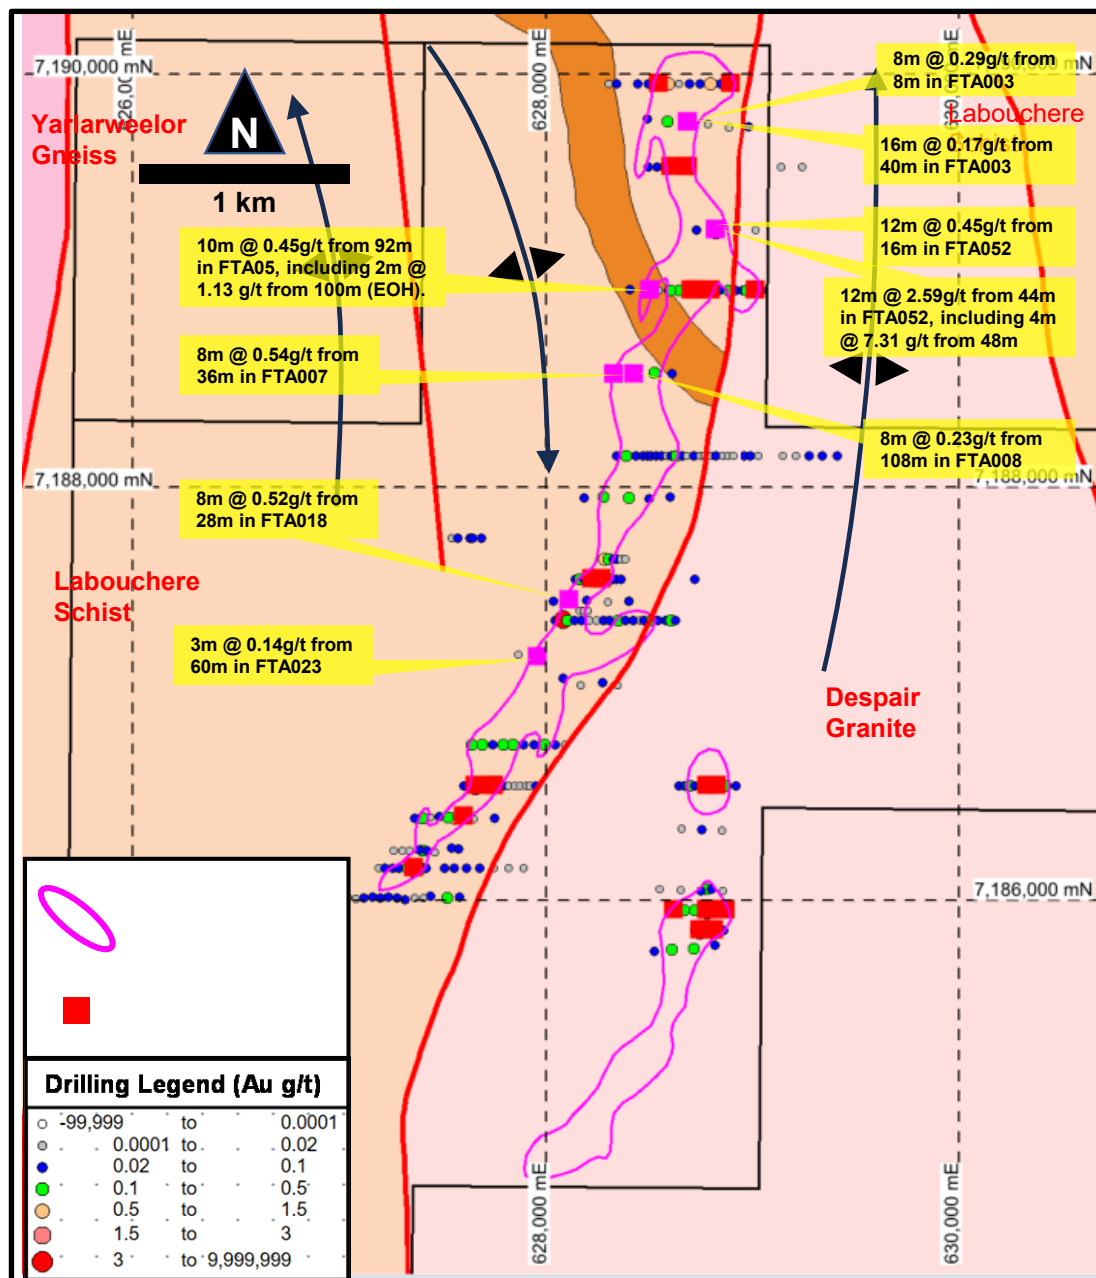 7,190,000 mN
628,000 mE
Yarlarweelor
Gneiss
N
1 km
8m @ 0.29g/t from
8m in FTA003
Labouchere
16m @ 0.17g/t from
40m in FTA003
10m @ 0.45g/t from 92m
in FTA05, including 2m @
1.13 g/t from 100m (EOH).
12m @ 0.45g/t from
16m in FTA052
12m @ 2.59g/t from 44m
in FTA052, including 4m
@ 7.31 g/t from 48m
8m @ 0.54g/t from
36m in FTA007
8m @ 0.23g/t from
108m in FTA008
7,188,000 mN
7,188,000 mN
8m @ 0.52g/t from
28m in FTA018
Labouchere
Schist
3m @ 0.14g/t from
60m in FTA023
Despair
Granite
7,186,000 mN
Drilling Legend (Au g/t)
-99,999 to 0.0001
0.0001 to 0.02
0.02 to 0.1
0.1 to 0.5
0.5 to 1.5
1.5 to 3
3 to 9,999,999
628,000 mE
630,000 mE